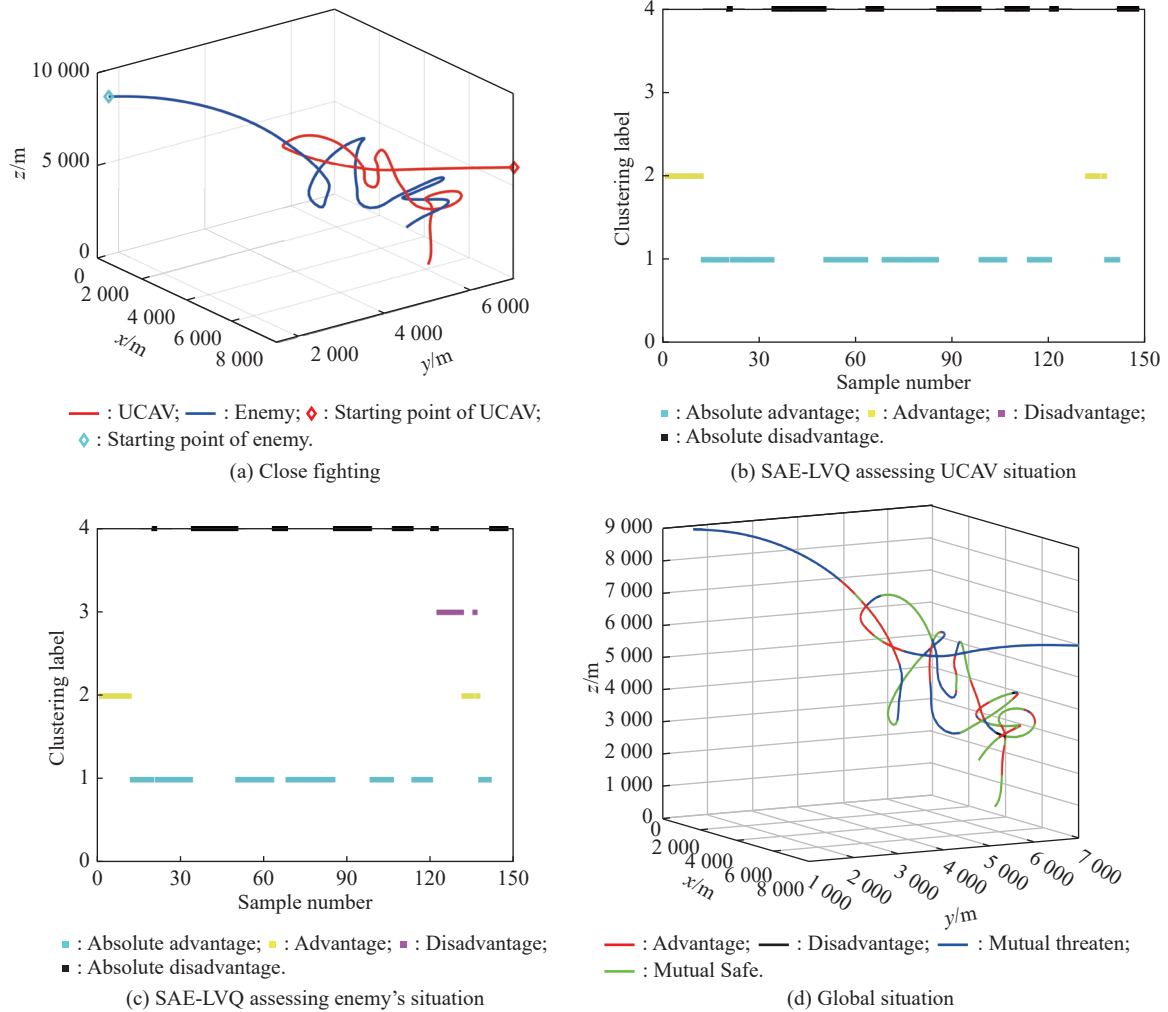 10 000
5 000
0
z/m
0
2 000
4 000
6 000
8 000
x/m
2 000
4 000
6 000
y/m
: UCAV; : Enemy; : Starting point of UCAV;
: Starting point of enemy.
(a) Close fighting
4
3
2
1
0
Clustering label
0 30 60 90 120 150
Sample number
: Absolute advantage; : Advantage; : Disadvantage;
: Absolute disadvantage.
(b) SAE-LVQ assessing UCAV situation
4
3
2
1
0
Clustering label
0 30 60 90 120 150
Sample number
: Absolute advantage; : Advantage; : Disadvantage;
: Absolute disadvantage.
(c) SAE-LVQ assessing enemy's situation
9 000
8 000
7 000
6 000
5 000
4 000
3 000
2 000
1 000
0
z/m
0
2 000
4 000
6 000
8 000
x/m
1 000
2 000
3 000
4 000
5 000
6 000
7 000
y/m
: Advantage; : Disadvantage; : Mutual threaten;
: Mutual Safe.
(d) Global situation